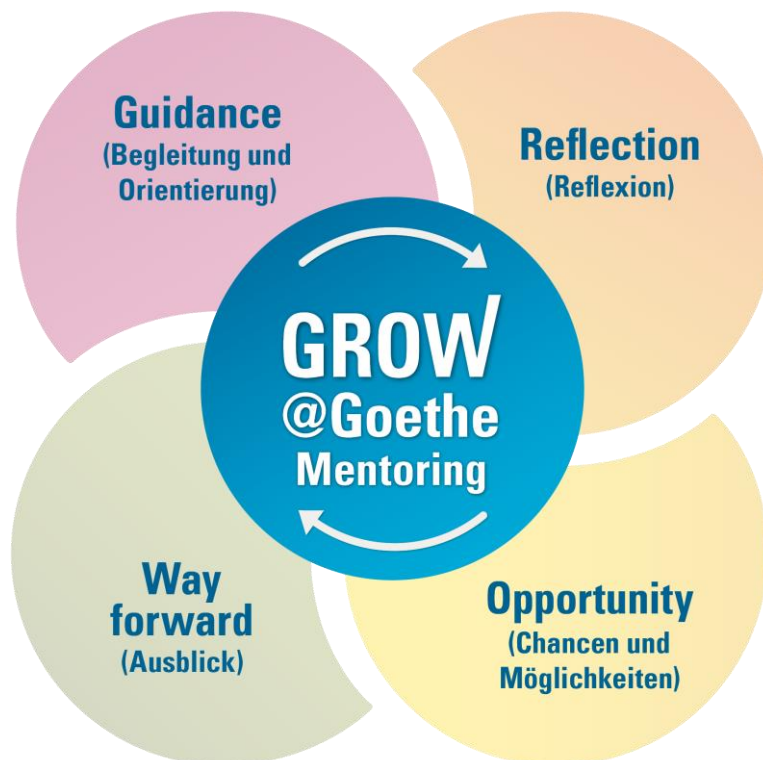 Guidance
(Begleitung und
Orientierung)
Reflection
(Reflexion)
GROW
@Goethe
Mentoring
Way
forward
(Ausblick)
Opportunity
(Chancen und
Möglichkeiten)